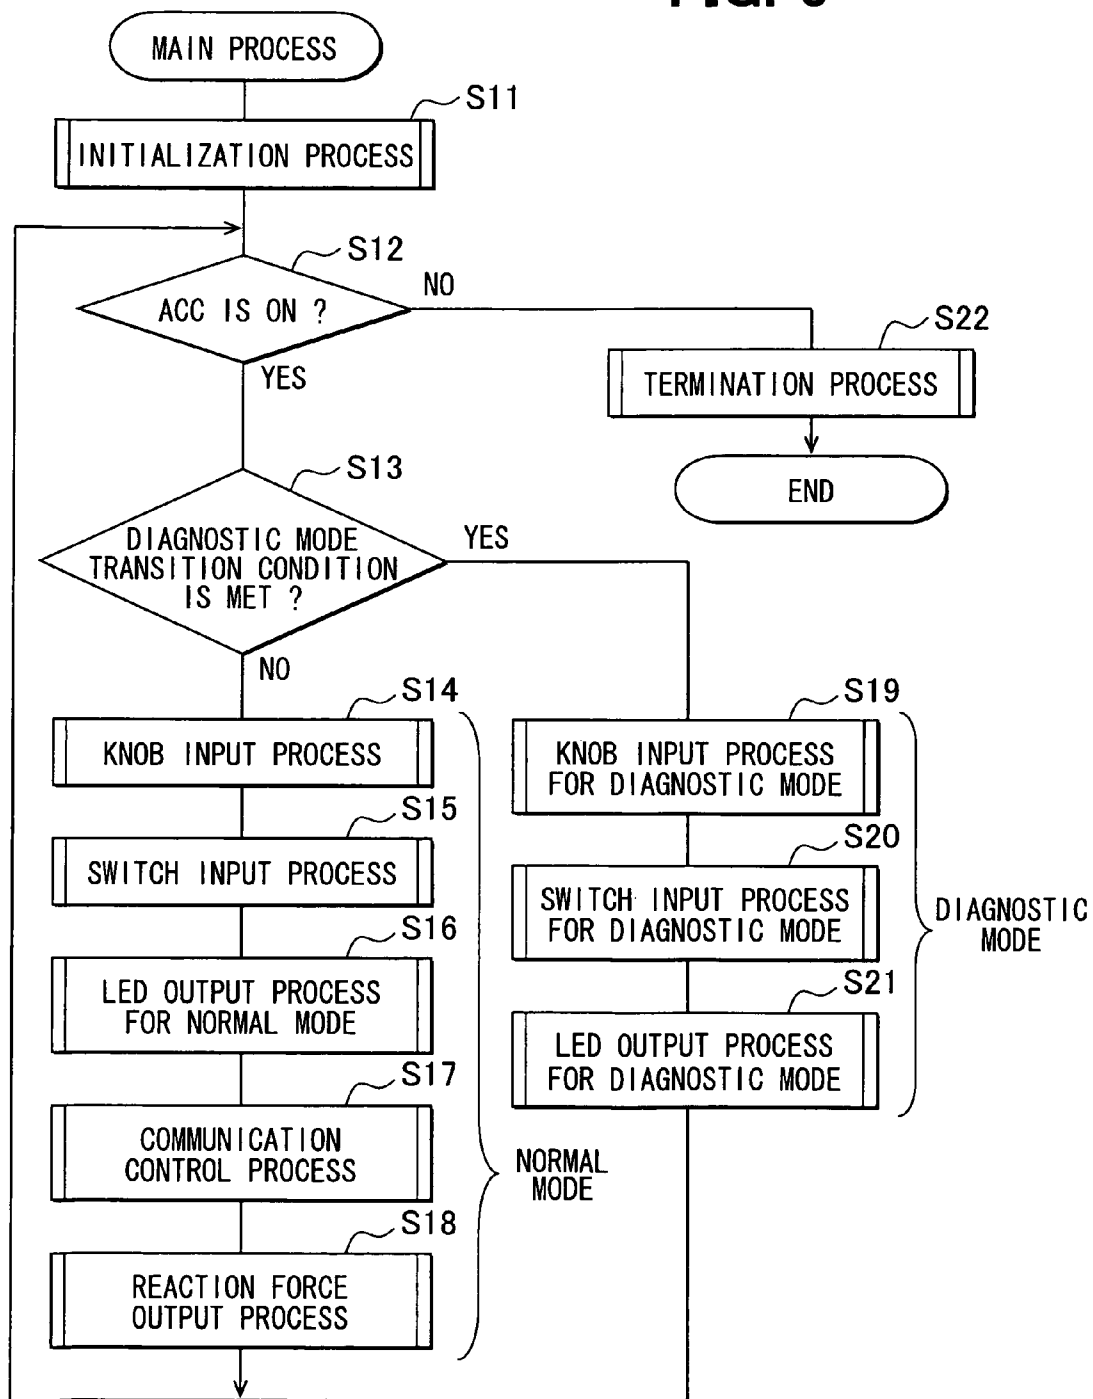 MAIN PROCESS
S11
INITIALIZATION PROCESS
S12
ACC IS ON ?
NO
YES
S22
TERMINATION PROCESS
END
S13
DIAGNOSTIC MODE
TRANSITION CONDITION
IS MET ?
YES
NO
S14
KNOB INPUT PROCESS
S15
SWITCH INPUT PROCESS
S16
LED OUTPUT PROCESS
FOR NORMAL MODE
S17
COMMUNICATION
CONTROL PROCESS
S18
REACTION FORCE
OUTPUT PROCESS
NORMAL
MODE
S19
KNOB INPUT PROCESS
FOR DIAGNOSTIC MODE
S20
SWITCH INPUT PROCESS
FOR DIAGNOSTIC MODE
S21
LED OUTPUT PROCESS
FOR DIAGNOSTIC MODE
DIAGNOSTIC
MODE